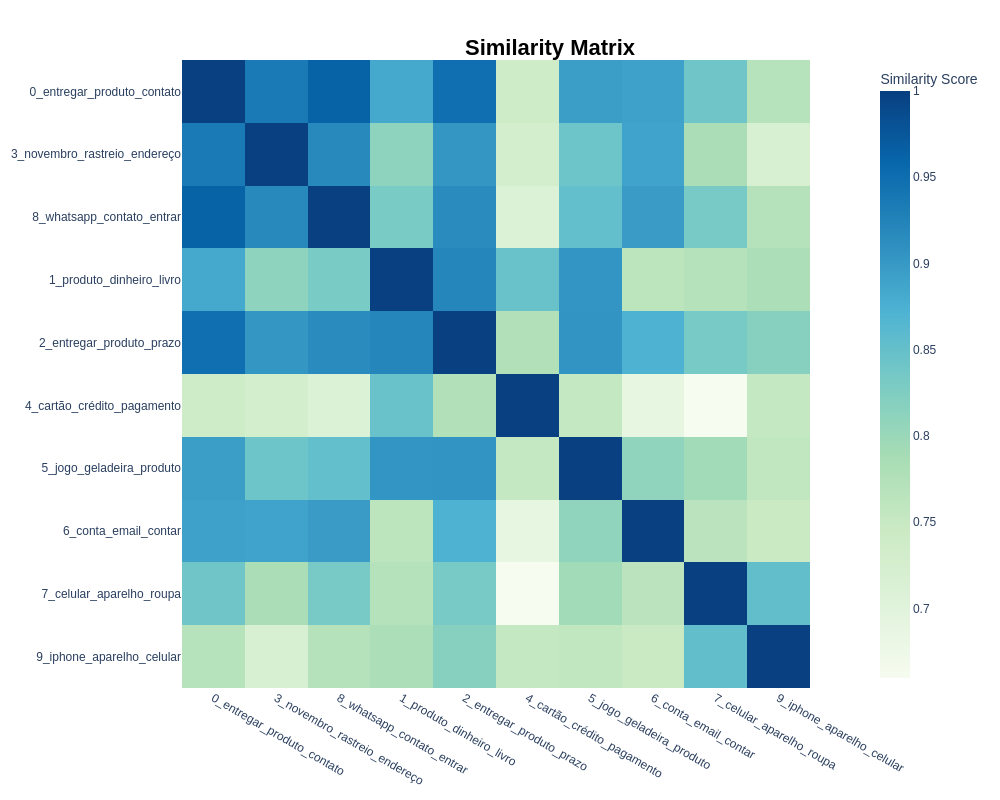 Similarity Matrix
Similarity Score
0_entregar_produto_contato
3_novembro_rastreio_endereço
8_whatsapp_contato_entrar
1_produto_dinheiro_livro
2_entregar_produto_prazo
4_cartão_crédito_pagamento
5_jogo_geladeira_produto
6_conta_email_contar
7_celular_aparelho_roupa
9_iphone_aparelho_celular
0_entregar_produto_contato
3_novembro_rastreio_endereço
8_whatsapp_contato_entrar
1_produto_dinheiro_livro
2_entregar_produto_prazo
4_cartão_crédito_pagamento
5_jogo_geladeira_produto
6_conta_email_contar
7_celular_aparelho_roupa
9_iphone_aparelho_celular
1
0.95
0.9
0.85
0.8
0.75
0.7